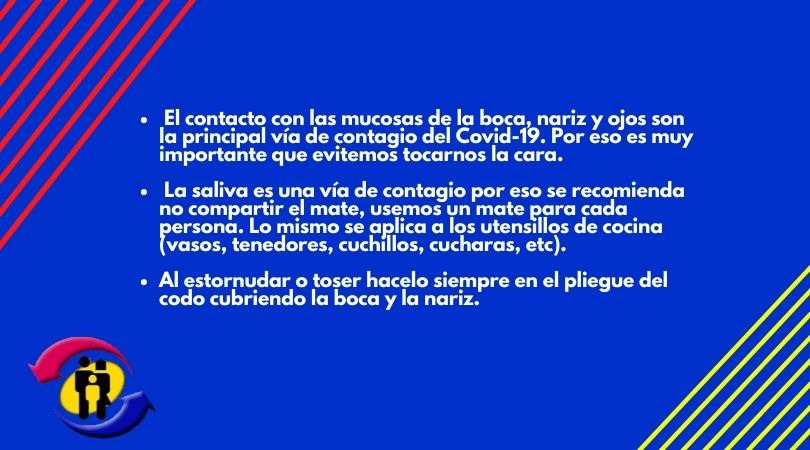 • El contacto con las mucosas de la boca, nariz y ojos son
la principal vía de contagio del Covid-19. Por eso es muy
importante que evitemos tocarnos la cara.
• La saliva es una vía de contagio por eso se recomienda
no compartir el mate, usemos un mate para cada
persona. Lo mismo se aplica a los utensillos de cocina
(vasos, tenedores, cuchillos, cucharas, etc).
• Al estornudar o toser hacelo siempre en el pliegue del
codo cubriendo la boca y la nariz.